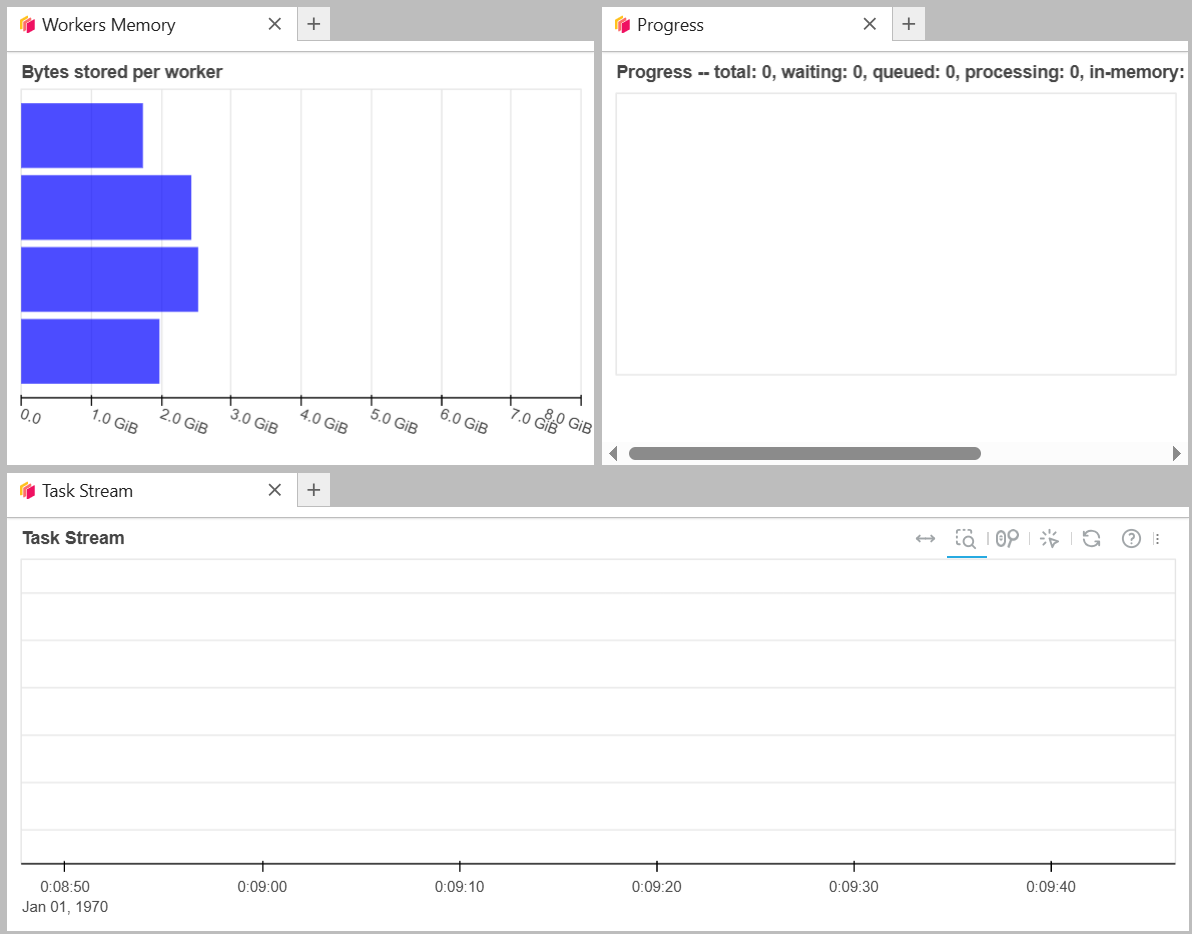 Workers Memory
Bytes stored per worker
0.0 1.0 GiB 2.0 GiB 3.0 GiB 4.0 GiB 5.0 GiB 6.0 GiB 7.0 GiB 8.0 GiB
Progress
Progress -- total: 0, waiting: 0, queued: 0, processing: 0, in-memory:
Task Stream
Task Stream
0:08:50 0:09:00 0:09:10 0:09:20 0:09:30 0:09:40
Jan 01, 1970